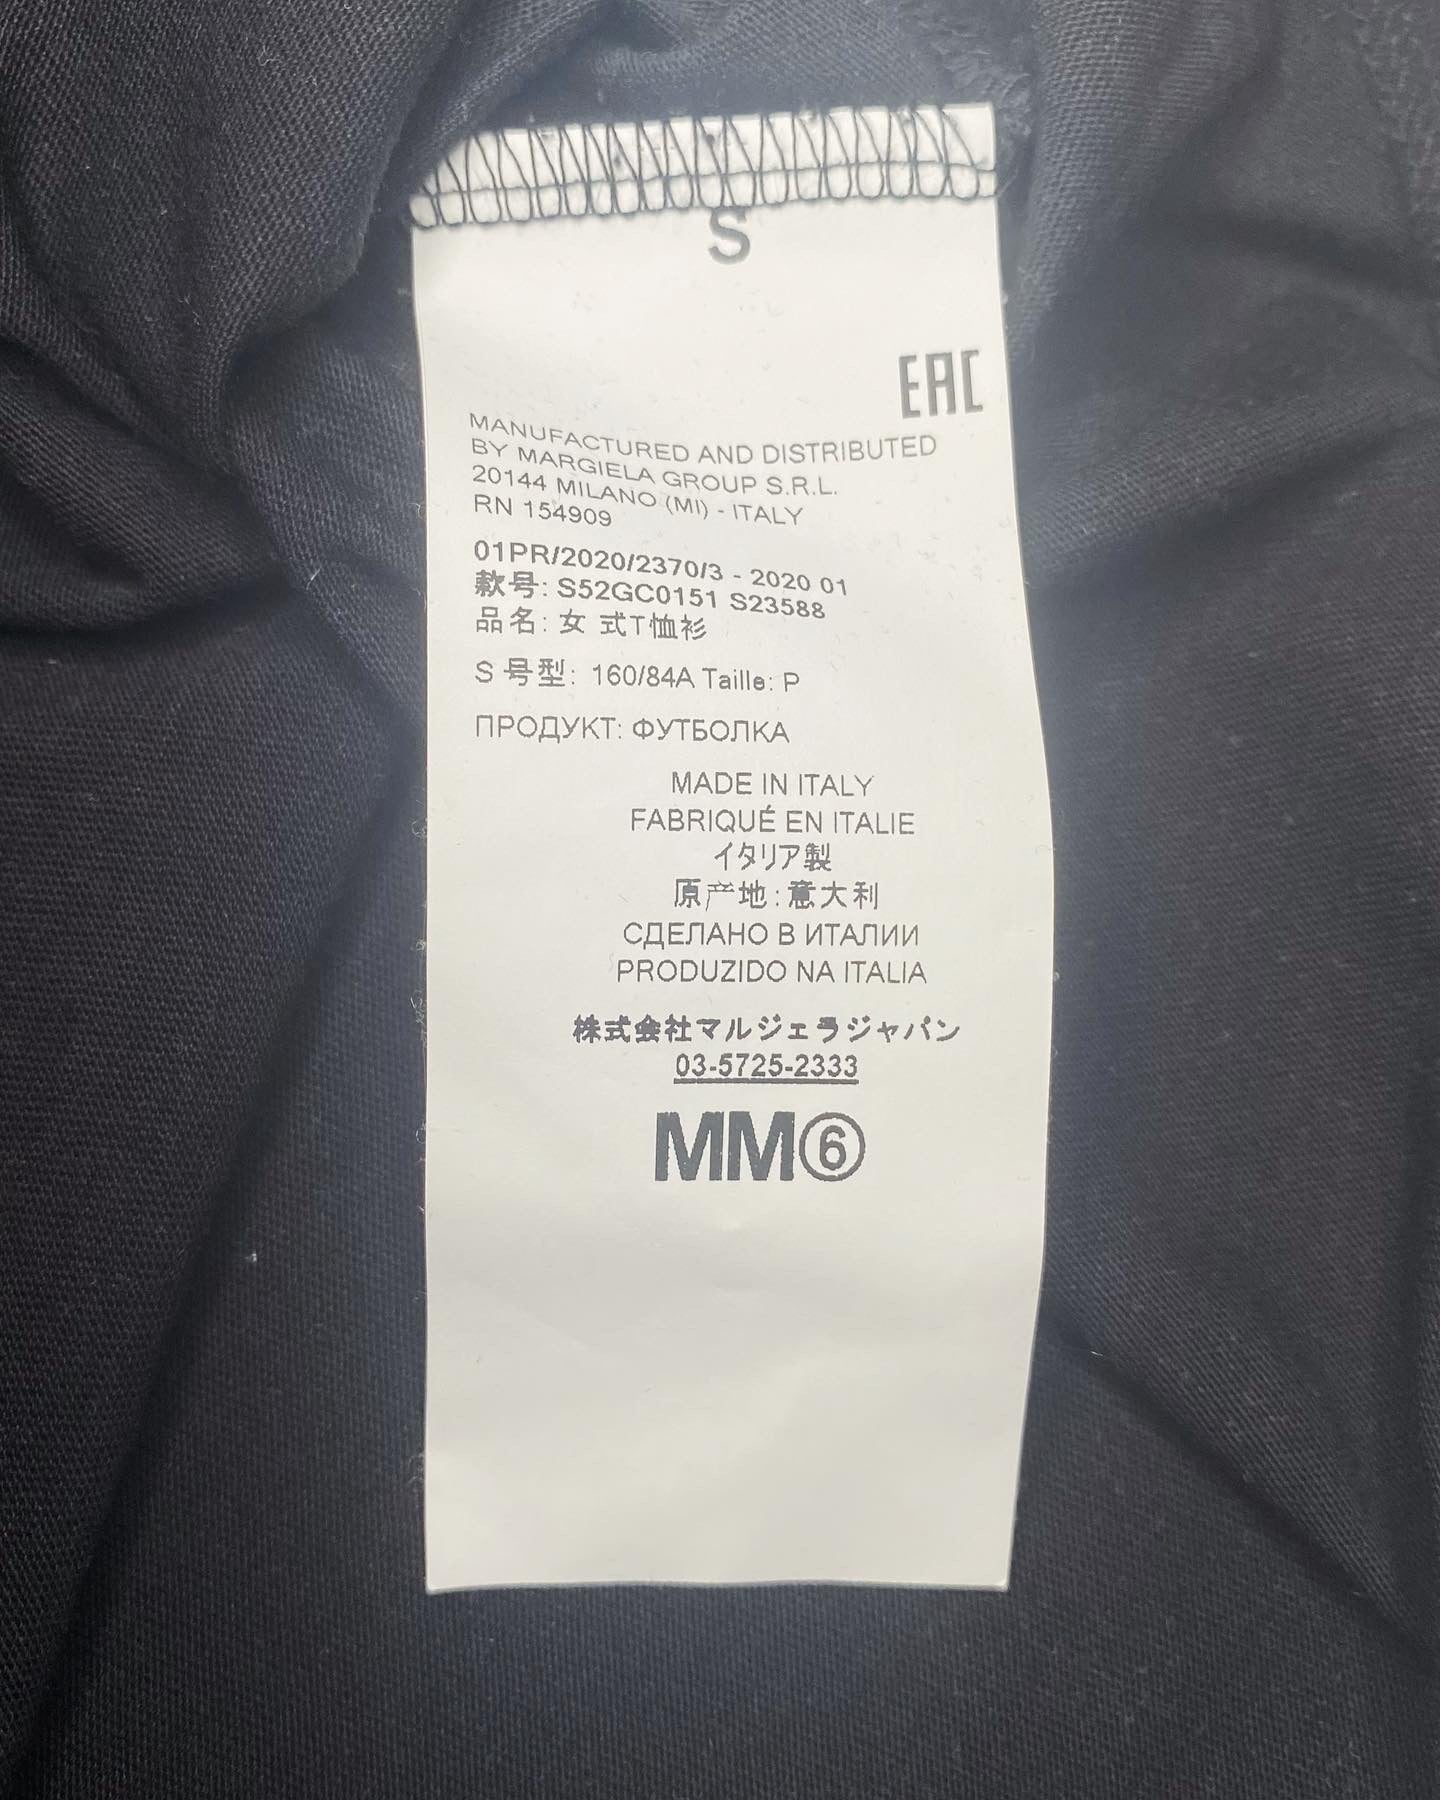 S
EAC
MANUFACTURED AND DISTRIBUTED
BY MARGIELA GROUP S.R.L.
20144 MILANO (MI) - ITALY
RN 154909
01PR/2020/2370/3 - 2020 01
款号: S52GC0151 S23588
品名: 女 式T恤衫
S 号型: 160/84A Taille: P
ПРОДУКТ: ФУТБОЛКА
MADE IN ITALY
FABRIQUÉ EN ITALIE
イタリア製
原产地: 意大利
СДЕЛАНО В ИТАЛИИ
PRODUZIDO NA ITALIA
株式会社マルジェラジャパン
03-5725-2333
MM⑥